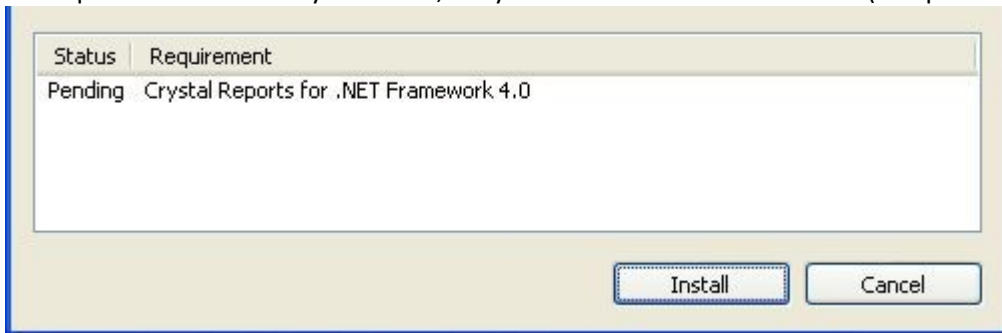 Status Requirement
Pending Crystal Reports for .NET Framework 4.0
Install Cancel